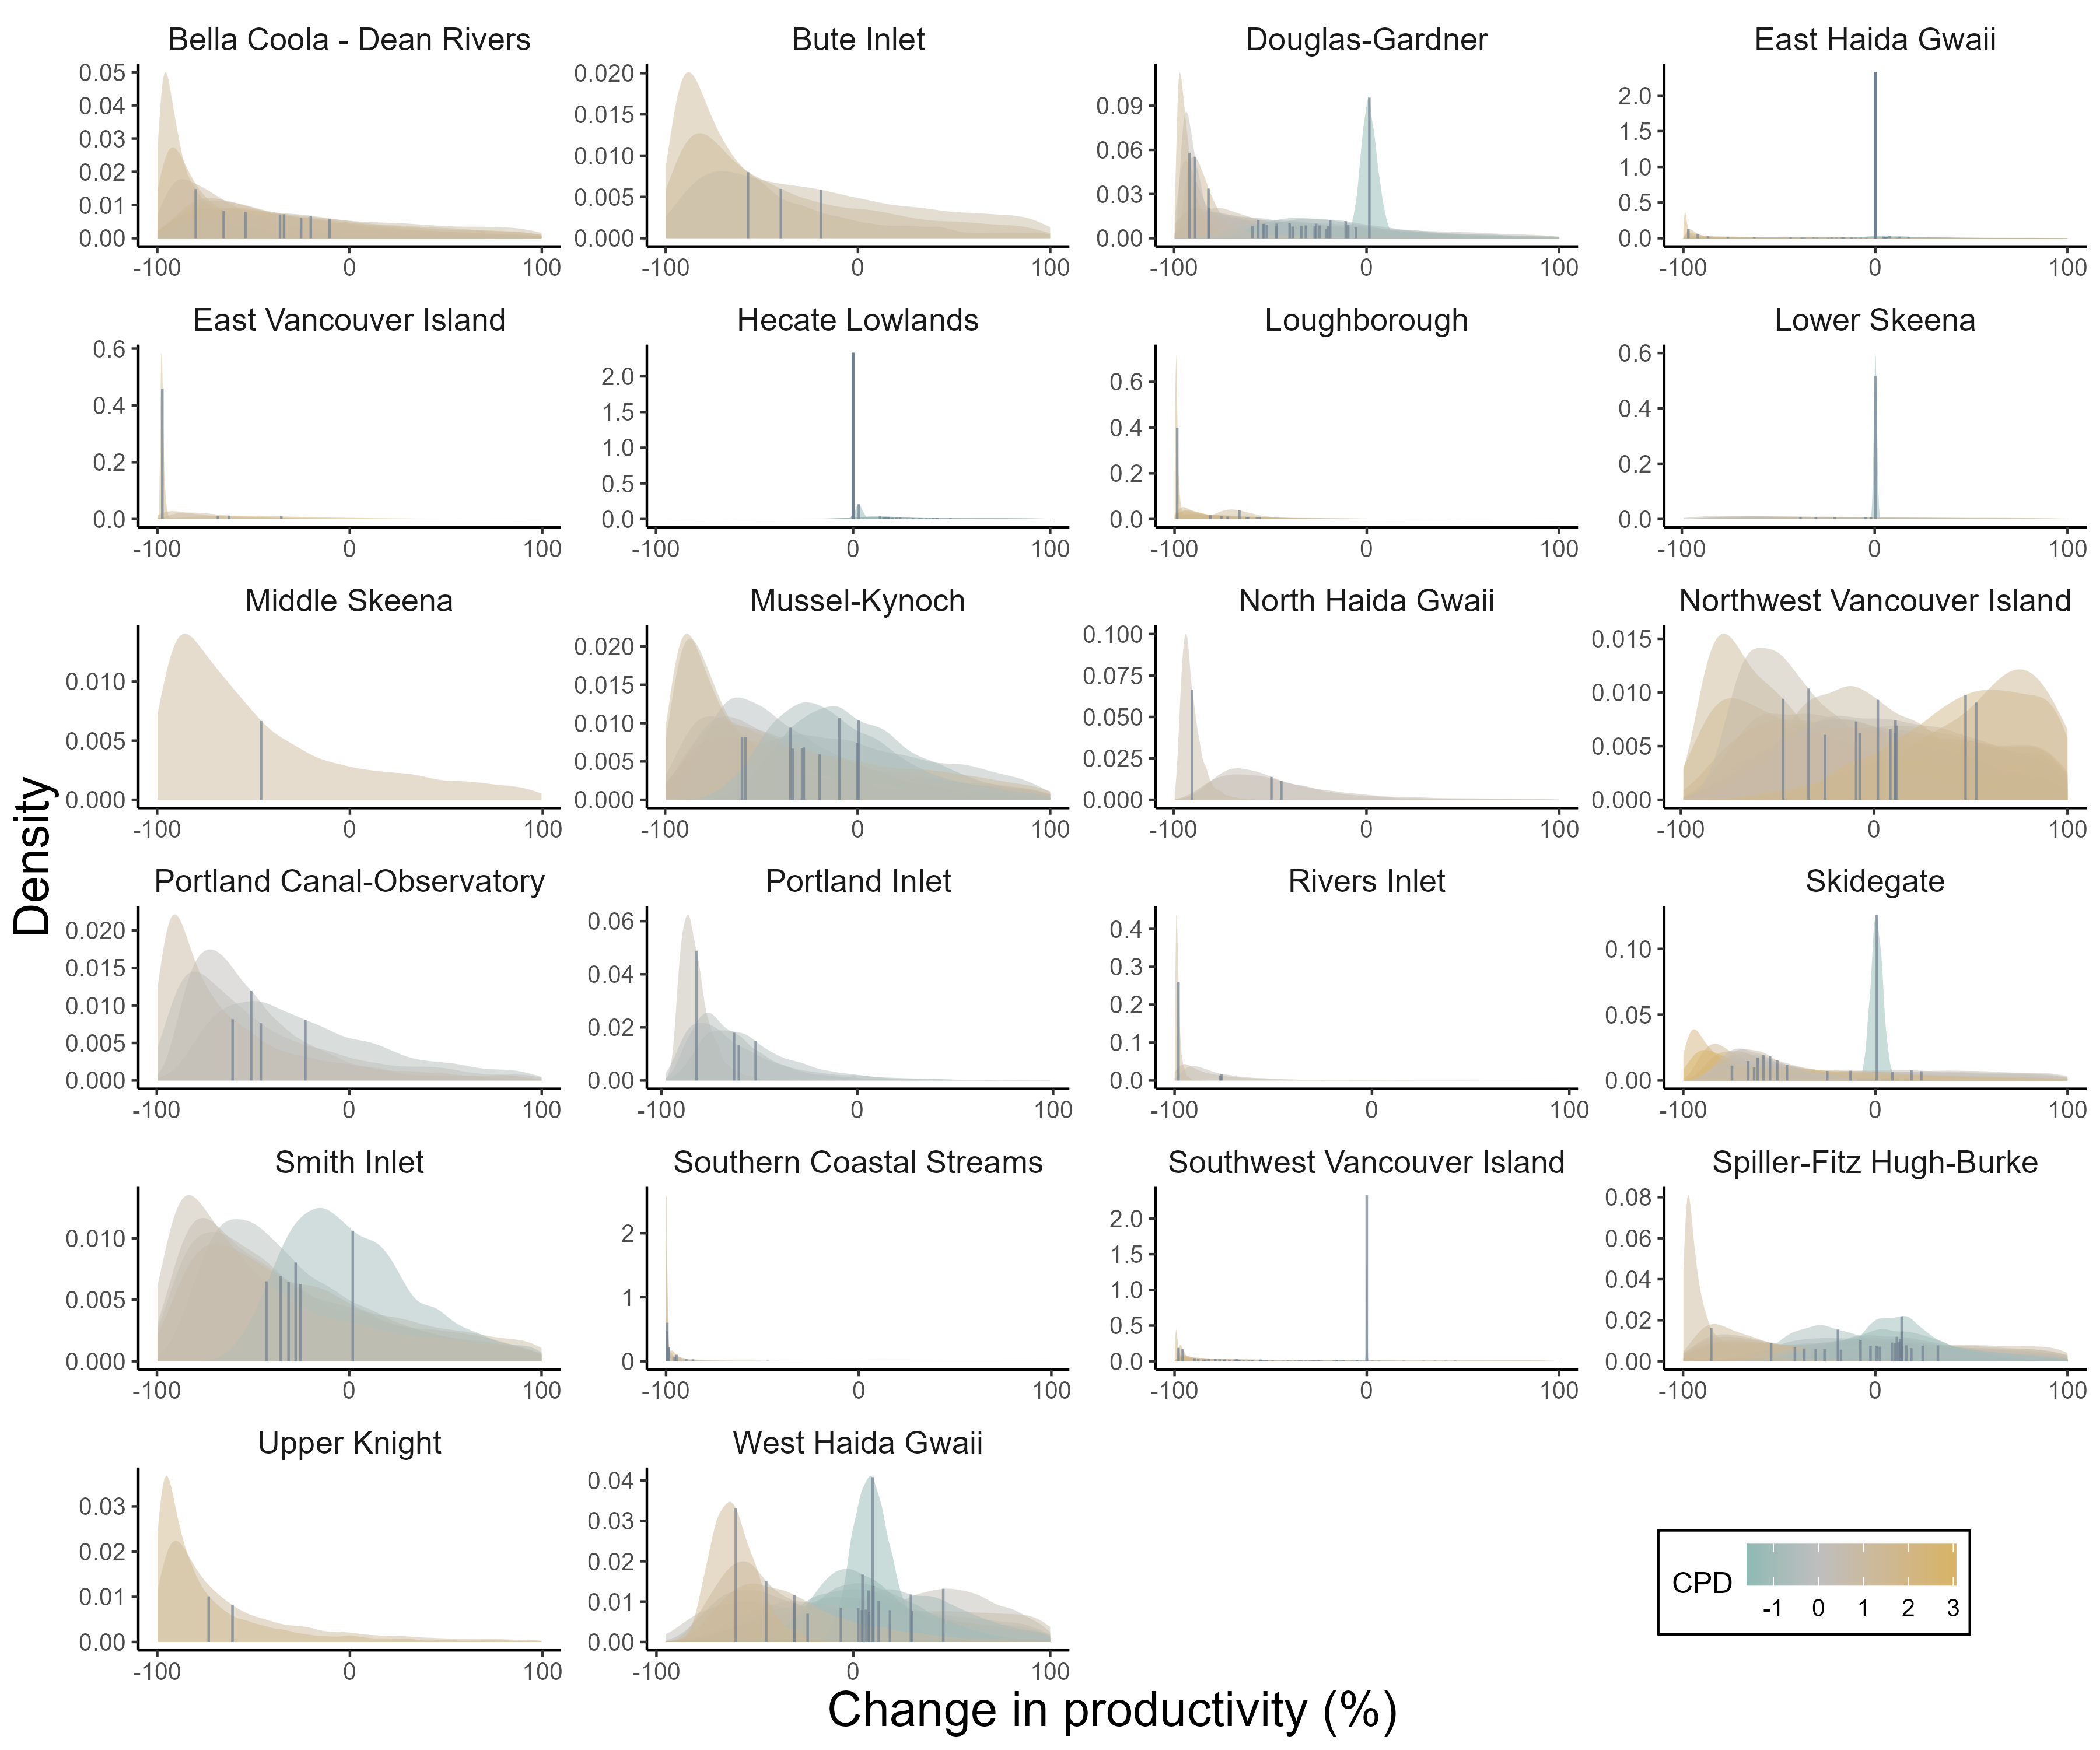 Bella Coola - Dean Rivers
Bute Inlet
Douglas-Gardner
East Haida Gwaii
0.05
0.04
0.03
0.02
0.01
0.00
-100 0 100
0.020
0.015
0.010
0.005
0.000
-100 0 100
0.09
0.06
0.03
0.00
-100 0 100
2.0
1.5
1.0
0.5
0.0
-100 0 100
East Vancouver Island
Hecate Lowlands
Loughborough
Lower Skeena
0.6
0.4
0.2
0.0
-100 0 100
2.0
1.5
1.0
0.5
0.0
-100 0 100
0.6
0.4
0.2
0.0
-100 0 100
0.6
0.4
0.2
0.0
-100 0 100
Middle Skeena
Mussel-Kynoch
North Haida Gwaii
Northwest Vancouver Island
0.010
0.005
0.000
-100 0 100
0.020
0.015
0.010
0.005
0.000
-100 0 100
0.100
0.075
0.050
0.025
0.000
-100 0 100
0.015
0.010
0.005
0.000
-100 0 100
Density
Portland Canal-Observatory
Portland Inlet
Rivers Inlet
Skidegate
0.020
0.015
0.010
0.005
0.000
-100 0 100
0.06
0.04
0.02
0.00
-100 0 100
0.4
0.3
0.2
0.1
0.0
-100 0 100
0.10
0.05
0.00
-100 0 100
Smith Inlet
Southern Coastal Streams
Southwest Vancouver Island
Spiller-Fitz Hugh-Burke
0.010
0.005
0.000
-100 0 100
2
1
0
-100 0 100
2.0
1.5
1.0
0.5
0.0
-100 0 100
0.08
0.06
0.04
0.02
0.00
-100 0 100
Upper Knight
West Haida Gwaii
0.03
0.02
0.01
0.00
-100 0 100
0.04
0.03
0.02
0.01
0.00
-100 0 100
CPD
-1 0 1 2 3
Change in productivity (%)